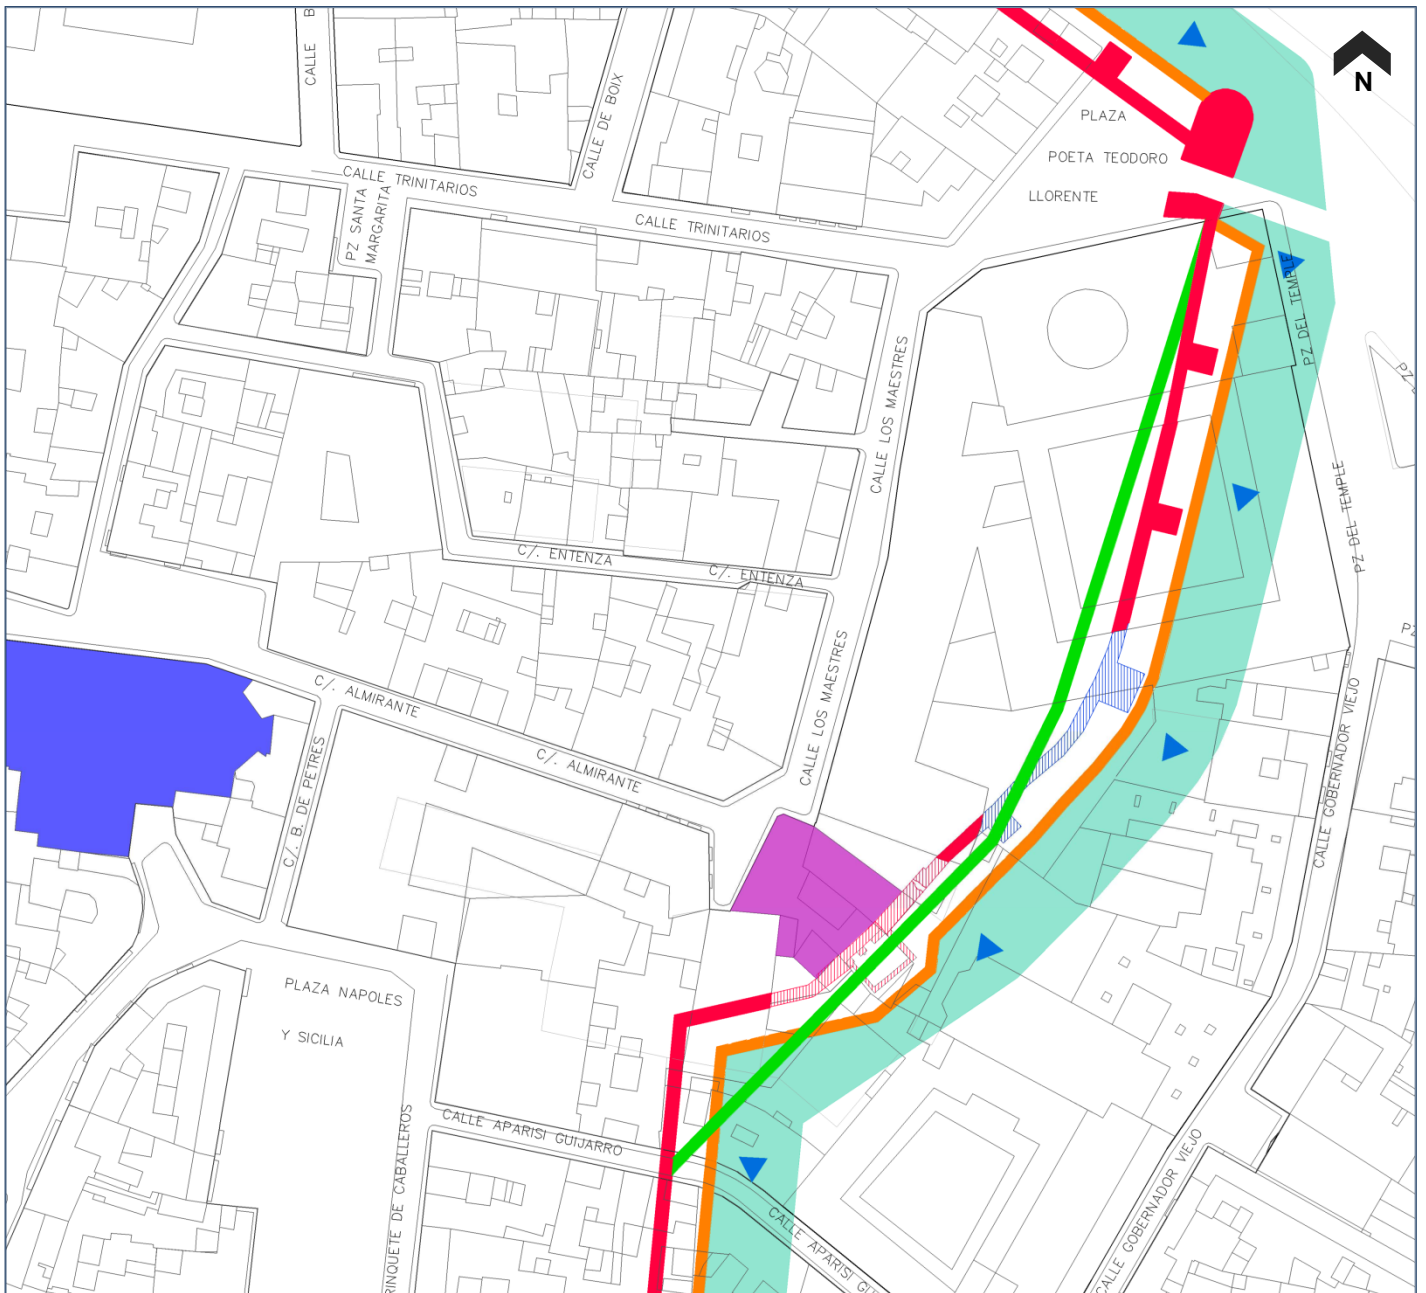 CALLE B
CALLE DE BOIX
N
PLAZA
POETA TEODORO
LLORENTE
CALLE TRINITARIOS
PZ SANTA
MARGARITA
CALLE TRINITARIOS
PZ DEL TEMPLE
CALLE LOS MAESTRES
PZ DEL TEMPLE
C/. ENTENZA
C/. ENTENZA
CALLE LOS MAESTRES
C/. ALMIRANTE
C/. ALMIRANTE
C/. B. DE PETRES
CALLE GOBERNADOR VIEJO
PLAZA NAPOLES
Y SICILIA
CALLE APARISI GUIJARRO
RINQUETE DE CABALLEROS
CALLE APARISI GU
CALLE GOBERNADOR VIEJO